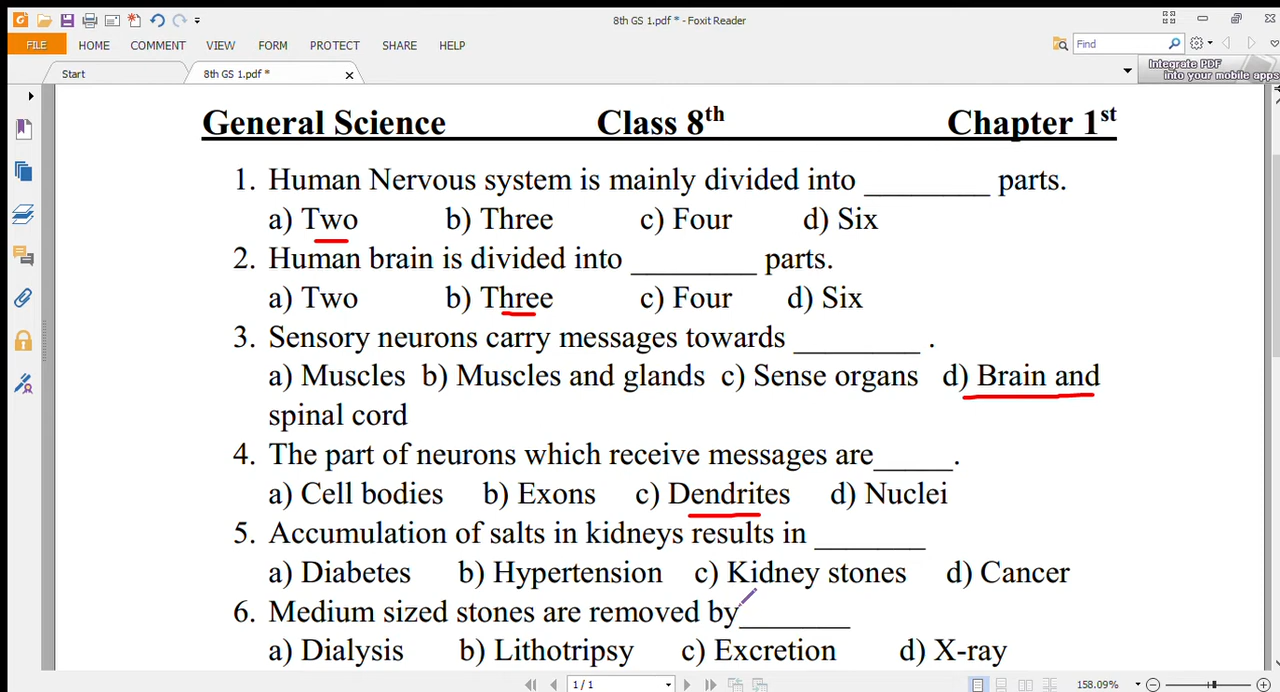 8th GS 1.pdf * - Foxit Reader
FILE HOME COMMENT VIEW FORM PROTECT SHARE HELP Find
Start 8th GS 1.pdf * Integrate PDF
into your mobile apps
General Science Class 8th Chapter 1st
1. Human Nervous system is mainly divided into ________ parts.
a) Two b) Three c) Four d) Six
2. Human brain is divided into ________ parts.
a) Two b) Three c) Four d) Six
3. Sensory neurons carry messages towards ________ .
a) Muscles b) Muscles and glands c) Sense organs d) Brain and
spinal cord
4. The part of neurons which receive messages are_____.
a) Cell bodies b) Exons c) Dendrites d) Nuclei
5. Accumulation of salts in kidneys results in _______
a) Diabetes b) Hypertension c) Kidney stones d) Cancer
6. Medium sized stones are removed by_______
a) Dialysis b) Lithotripsy c) Excretion d) X-ray
1 / 1 158.09%